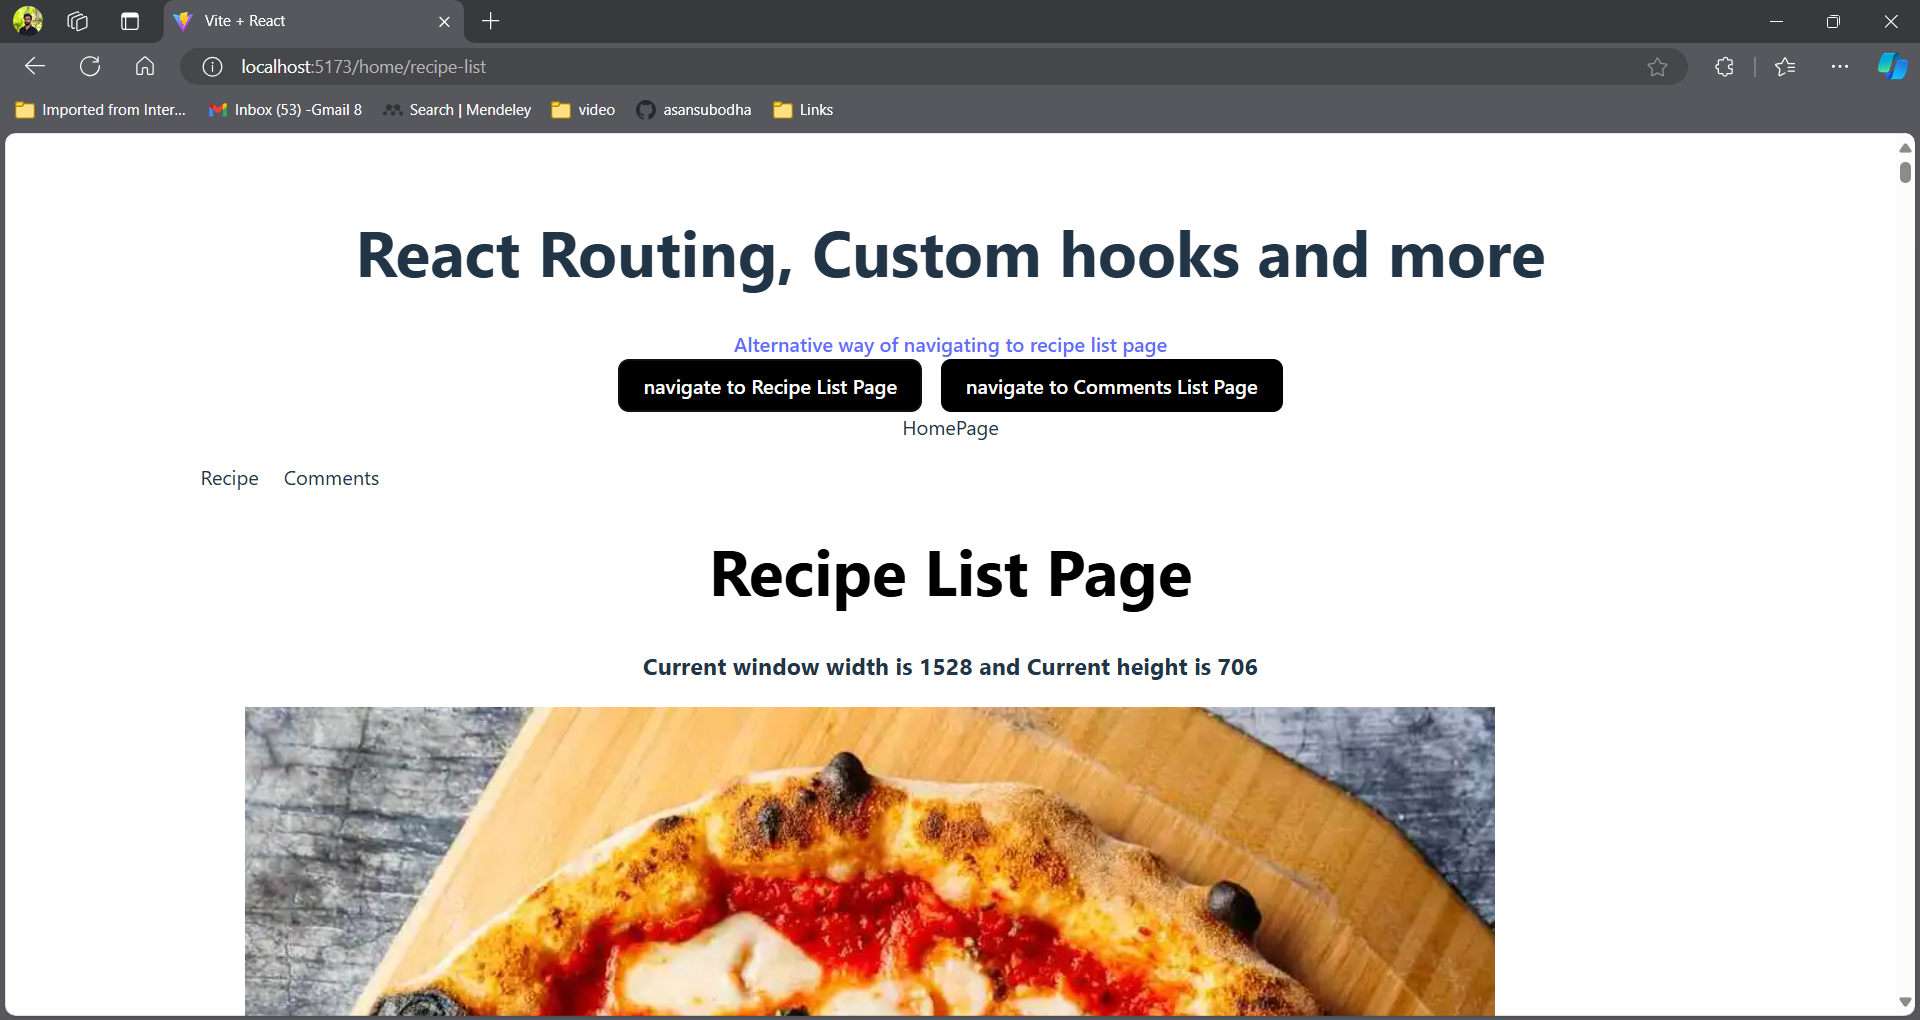 Vite + React
localhost:5173/home/recipe-list
Imported from Inter... Inbox (53) -Gmail 8 Search | Mendeley video asansubodha Links
React Routing, Custom hooks and more
Alternative way of navigating to recipe list page
navigate to Recipe List Page navigate to Comments List Page
HomePage
Recipe Comments
Recipe List Page
Current window width is 1528 and Current height is 706